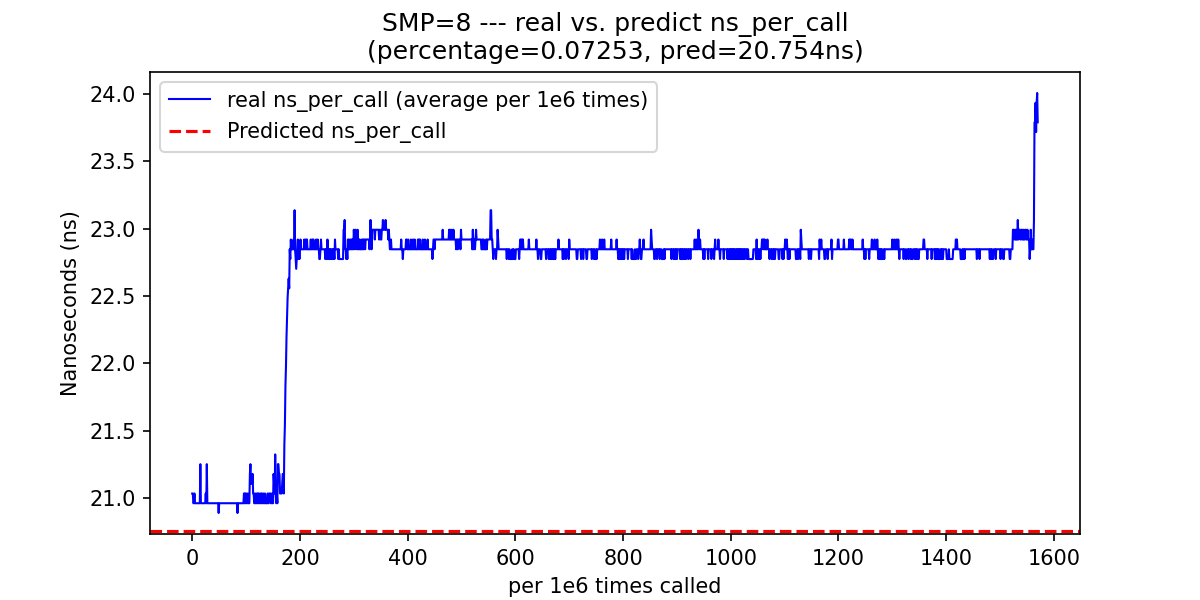 SMP=8 --- real vs. predict ns_per_call
(percentage=0.07253, pred=20.754ns)
real ns_per_call (average per 1e6 times)
Predicted ns_per_call
Nanoseconds (ns)
24.0
23.5
23.0
22.5
22.0
21.5
21.0
0 200 400 600 800 1000 1200 1400 1600
per 1e6 times called